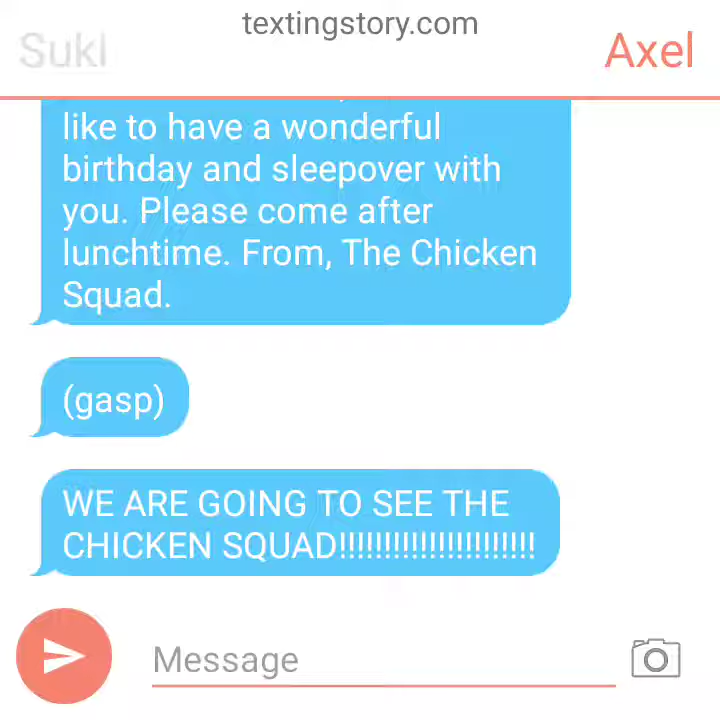 textingstory.com
Suki
Axel
like to have a wonderful
birthday and sleepover with
you. Please come after
lunchtime. From, The Chicken
Squad.
(gasp)
WE ARE GOING TO SEE THE
CHICKEN SQUAD!!!!!!!!!!!!!!!!!!!!!!
Message